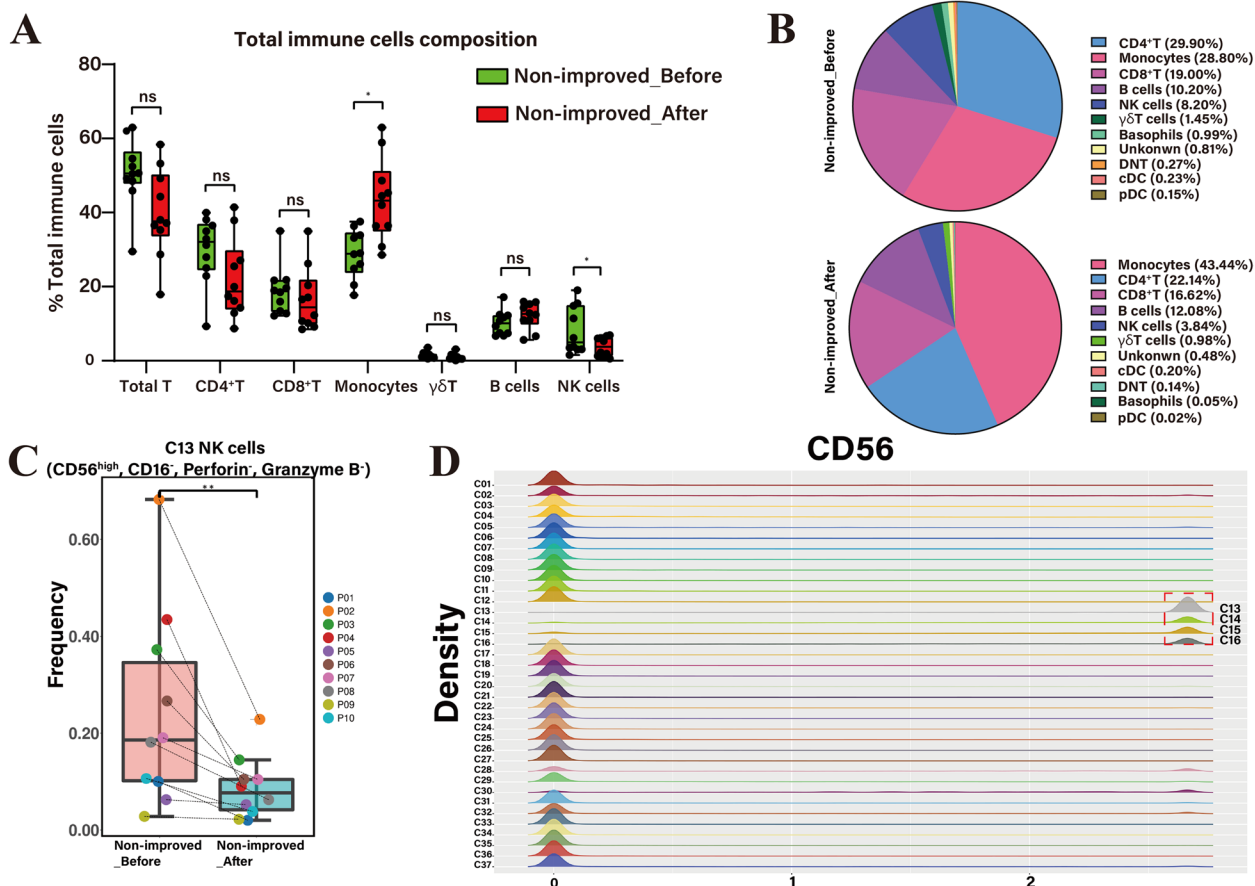 A
Total immune cells composition
Non-improved_Before
Non-improved_After
% Total immune cells
80
60
40
20
0
ns
ns
ns
*
ns
ns
*
Total T
CD4⁺T
CD8⁺T
Monocytes
γδT
B cells
NK cells
B
Non-improved_Before
CD4⁺T (29.90%)
Monocytes (28.80%)
CD8⁺T (19.00%)
B cells (10.20%)
NK cells (8.20%)
γδT cells (1.45%)
Basophils (0.99%)
Unkonwn (0.81%)
DNT (0.27%)
cDC (0.23%)
pDC (0.15%)
Non-improved_After
Monocytes (43.44%)
CD4⁺T (22.14%)
CD8⁺T (16.62%)
B cells (12.08%)
NK cells (3.84%)
γδT cells (0.98%)
Unkonwn (0.48%)
cDC (0.20%)
DNT (0.14%)
Basophils (0.05%)
pDC (0.02%)
C
C13 NK cells
(CD56ʰⁱᵍʰ, CD16⁻, Perforin⁻, Granzyme B⁻)
**
Frequency
0.60
0.40
0.20
0.00
Non-improved
_Before
Non-improved
_After
P01
P02
P03
P04
P05
P06
P07
P08
P09
P10
D
CD56
Density
C01
C02
C03
C04
C05
C06
C07
C08
C09
C10
C11
C12
C13
C14
C15
C16
C17
C18
C19
C20
C21
C22
C23
C24
C25
C26
C27
C28
C29
C30
C31
C32
C33
C34
C35
C36
C37
C13
C14
C15
C16
0
1
2